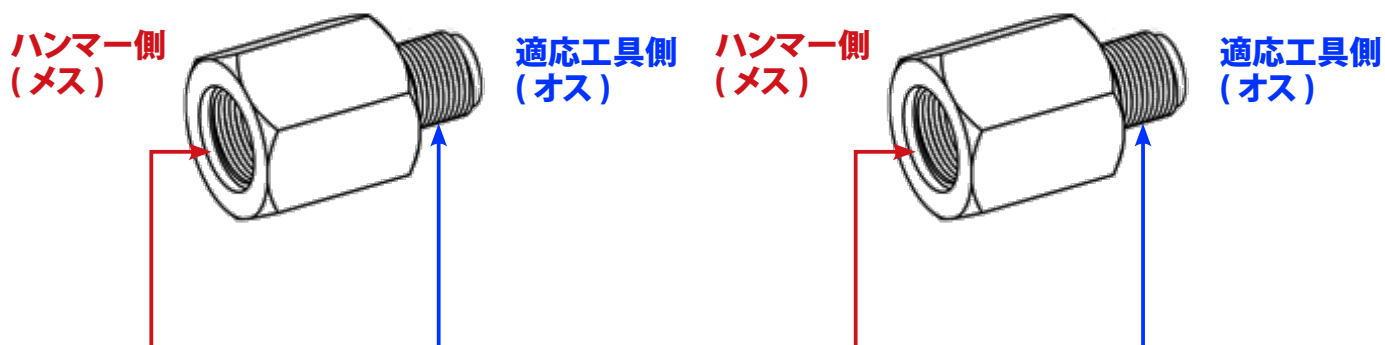 ハンマー側
( メス )
適応工具側
( オス )
ハンマー側
( メス )
適応工具側
( オス )